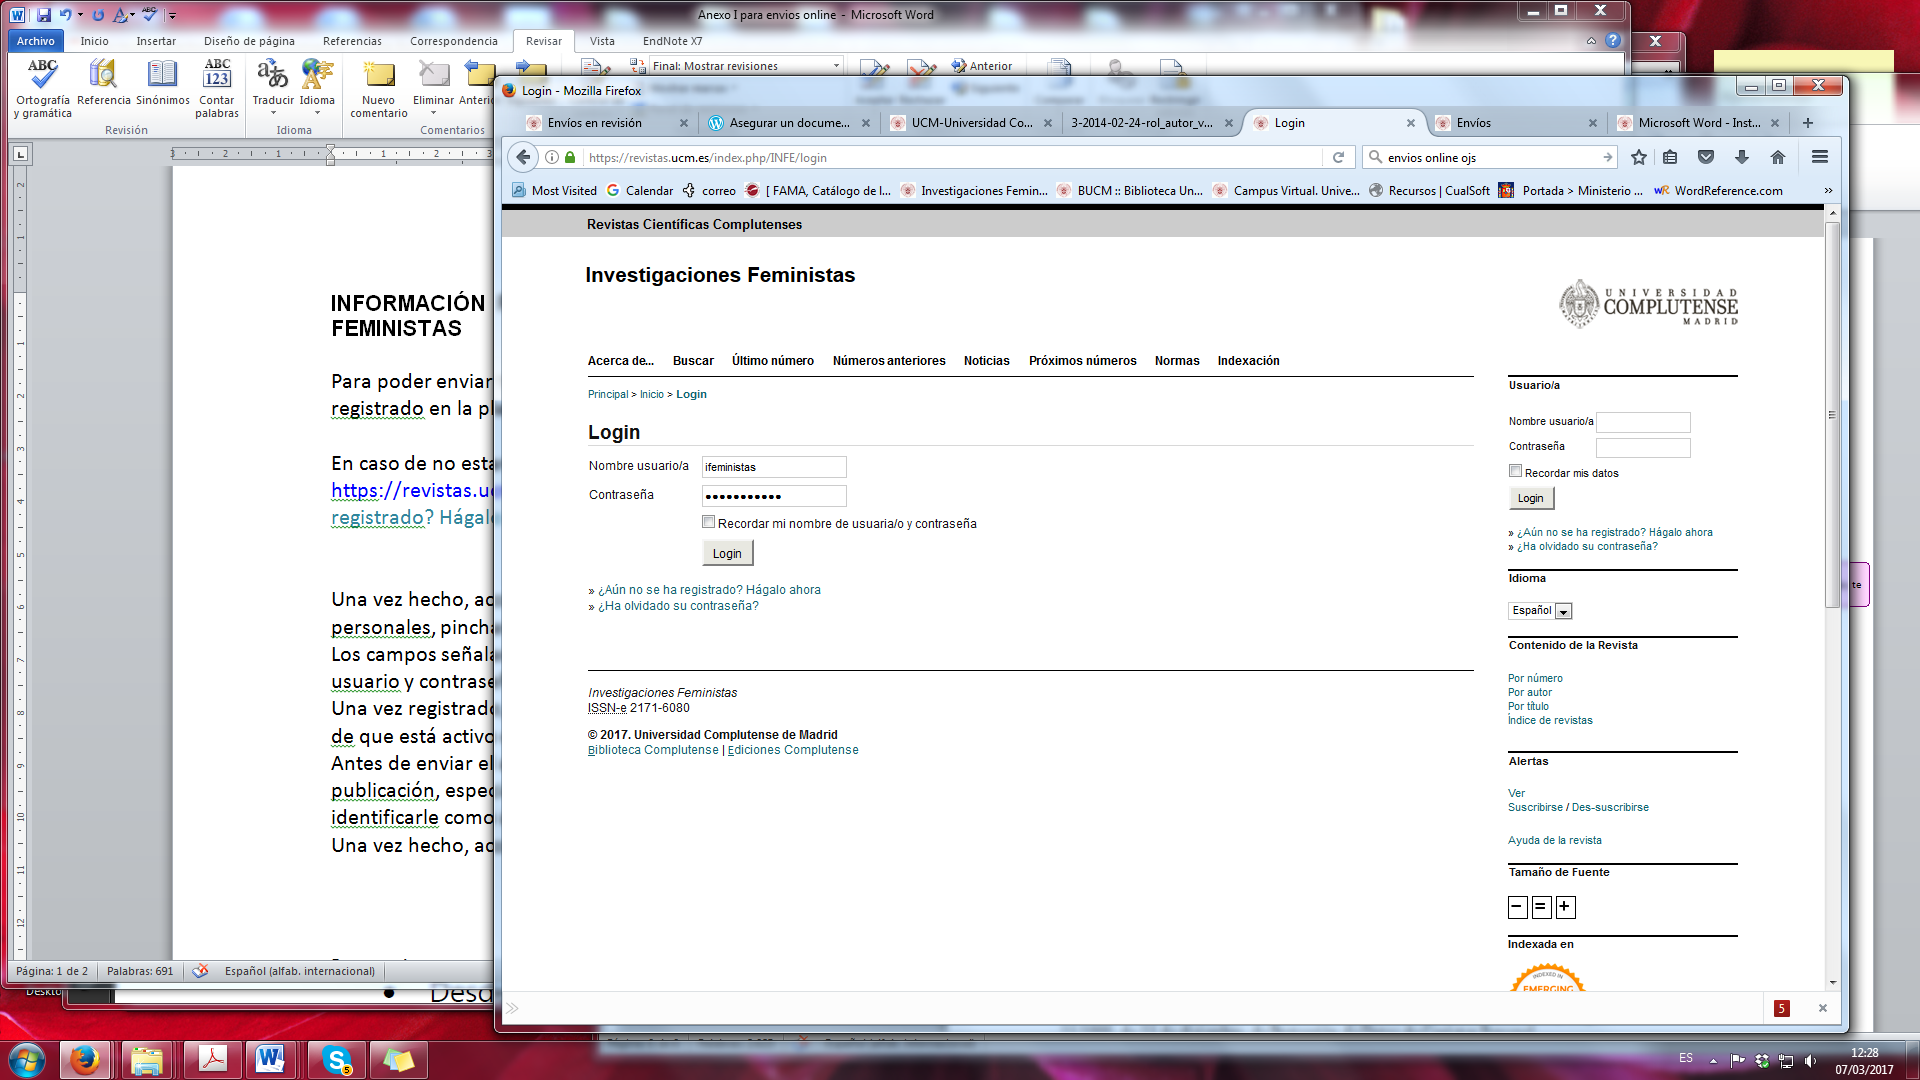 Anexo I para envios online - Microsoft Word
Archivo Inicio Insertar Diseño de página Referencias Correspondencia Revisar Vista EndNote X7
Final: Mostrar revisiones
Anterior
Ortografía y gramática
Referencia
Sinónimos
Contar palabras
Traducir
Idioma
Nuevo comentario
Eliminar
Revisión
Idioma
Comentarios
INFORMACIÓN
FEMINISTAS
Para poder enviar
registrado en la
En caso de no
https://revistas.
registrado?
Una vez hecho,
personales,
Los campos
usuario y
Una vez
de que está
Antes de enviar el
publicación,
identificarle como
Una vez hecho,
Página: 1 de 2 Palabras: 691 Español (alfab. internacional)
Login - Mozilla Firefox
Envíos en revisión
Asegurar un docume...
UCM-Universidad Co...
3-2014-02-24-rol_autor_v...
Login
Envíos
Microsoft Word - Inst...
https://revistas.ucm.es/index.php/INFE/login
envios online ojs
Most Visited Calendar correo [ FAMA, Catálogo de l... Investigaciones Femin... BUCM :: Biblioteca Un... Campus Virtual. Unive... Recursos | CualSoft Portada > Ministerio ... WordReference.com
Revistas Científicas Complutenses
Investigaciones Feministas
UNIVERSIDAD
COMPLUTENSE
MADRID
Acerca de... Buscar Último número Números anteriores Noticias Próximos números Normas Indexación
Principal > Inicio > Login
Login
Nombre usuario/a ifeministas
Contraseña
Recordar mi nombre de usuaria/o y contraseña
Login
» ¿Aún no se ha registrado? Hágalo ahora
» ¿Ha olvidado su contraseña?
Investigaciones Feministas
ISSN-e 2171-6080
© 2017. Universidad Complutense de Madrid
Biblioteca Complutense | Ediciones Complutense
Usuario/a
Nombre usuario/a
Contraseña
Recordar mis datos
Login
» ¿Aún no se ha registrado? Hágalo ahora
» ¿Ha olvidado su contraseña?
Idioma
Español
Contenido de la Revista
Por número
Por autor
Por título
Índice de revistas
Alertas
Ver
Suscribirse / Des-suscribirse
Ayuda de la revista
Tamaño de Fuente
Indexada en
INDEXED IN
EMERGING
5
ES
12:28
07/03/2017